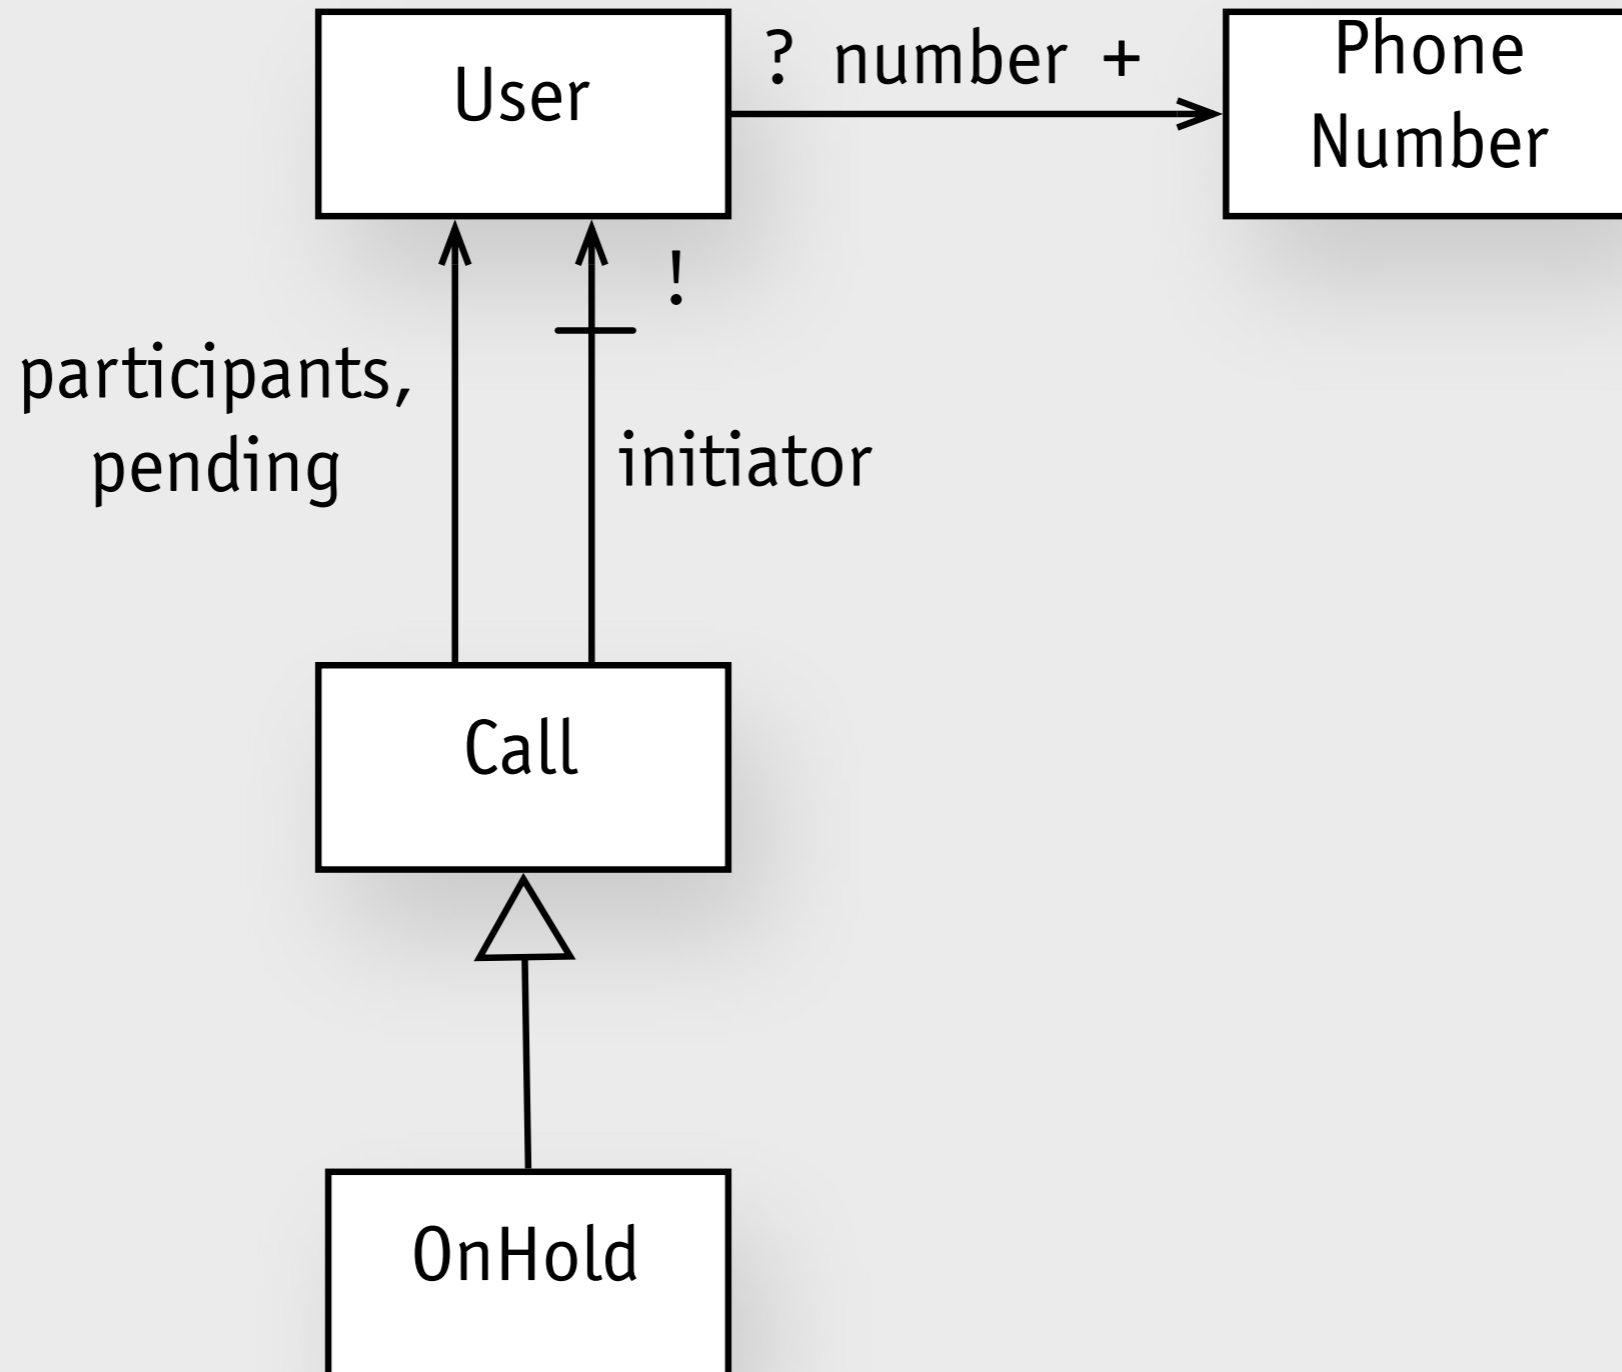 User
? number +
Phone
Number
!
participants,
pending
initiator
Call
OnHold